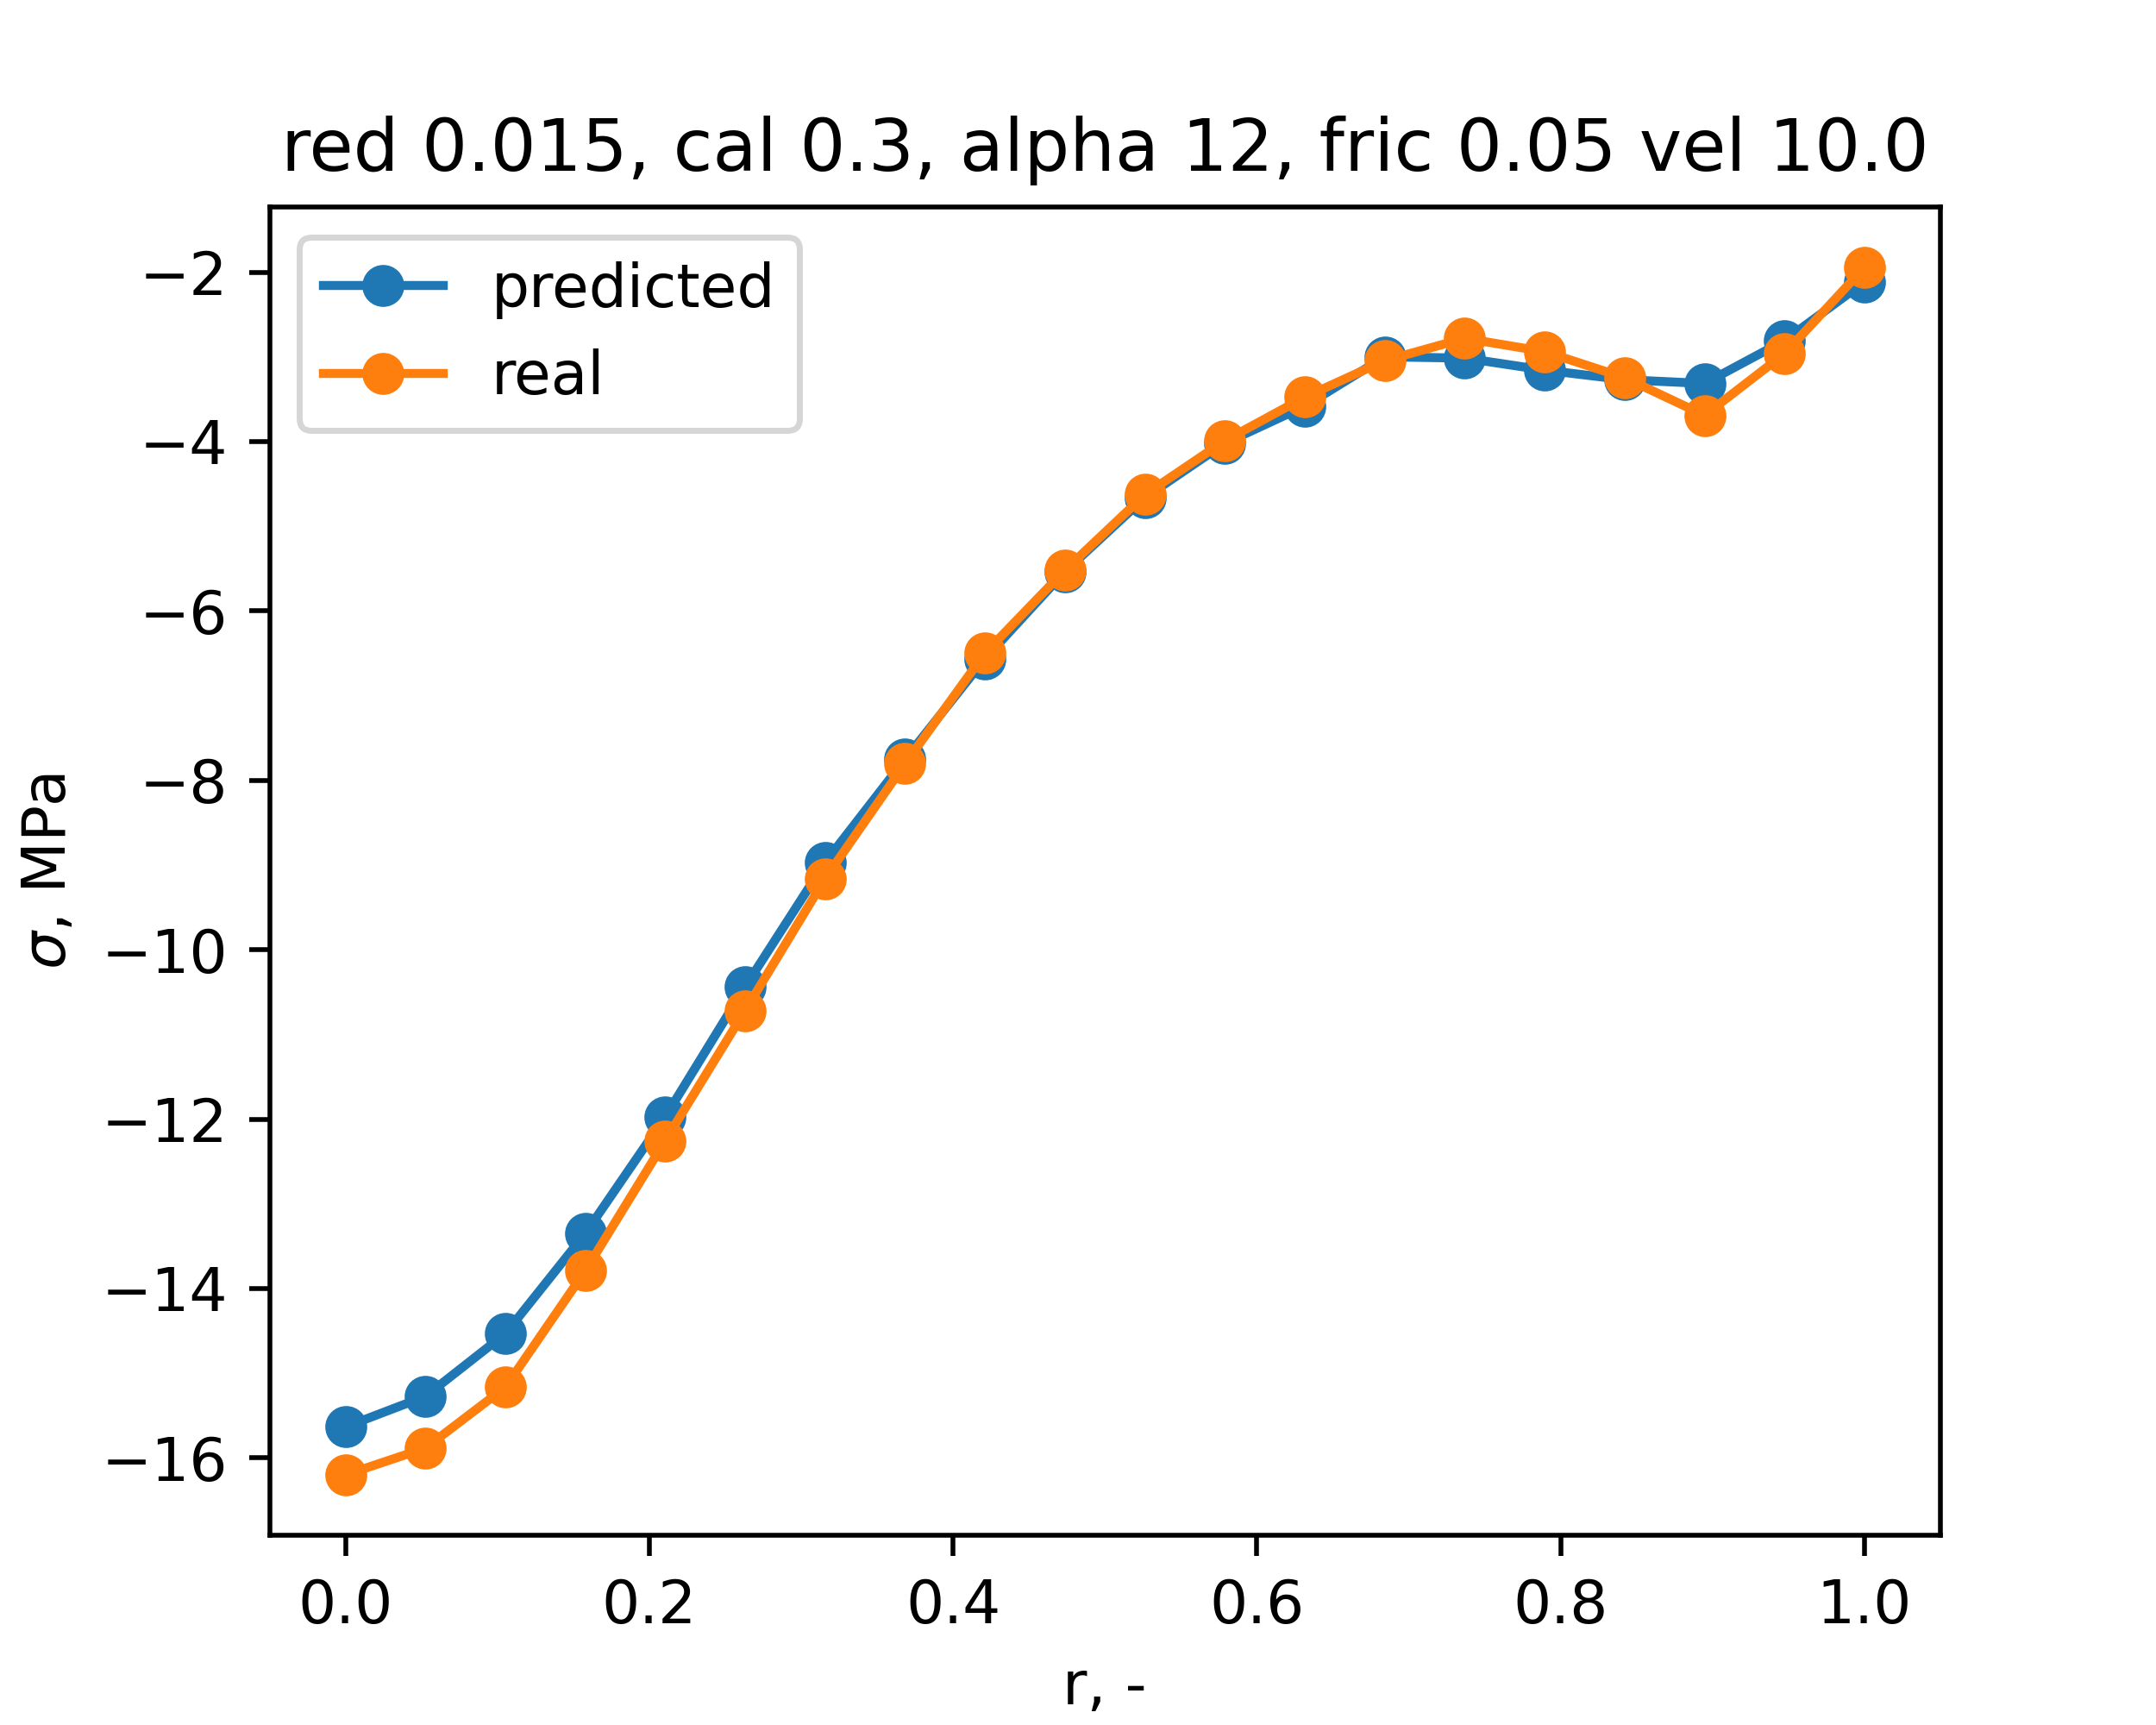 red 0.015, cal 0.3, alpha 12, fric 0.05 vel 10.0
predicted
real
−2
−4
−6
−8
−10
−12
−14
−16
σ, MPa
0.0 0.2 0.4 0.6 0.8 1.0
r, -